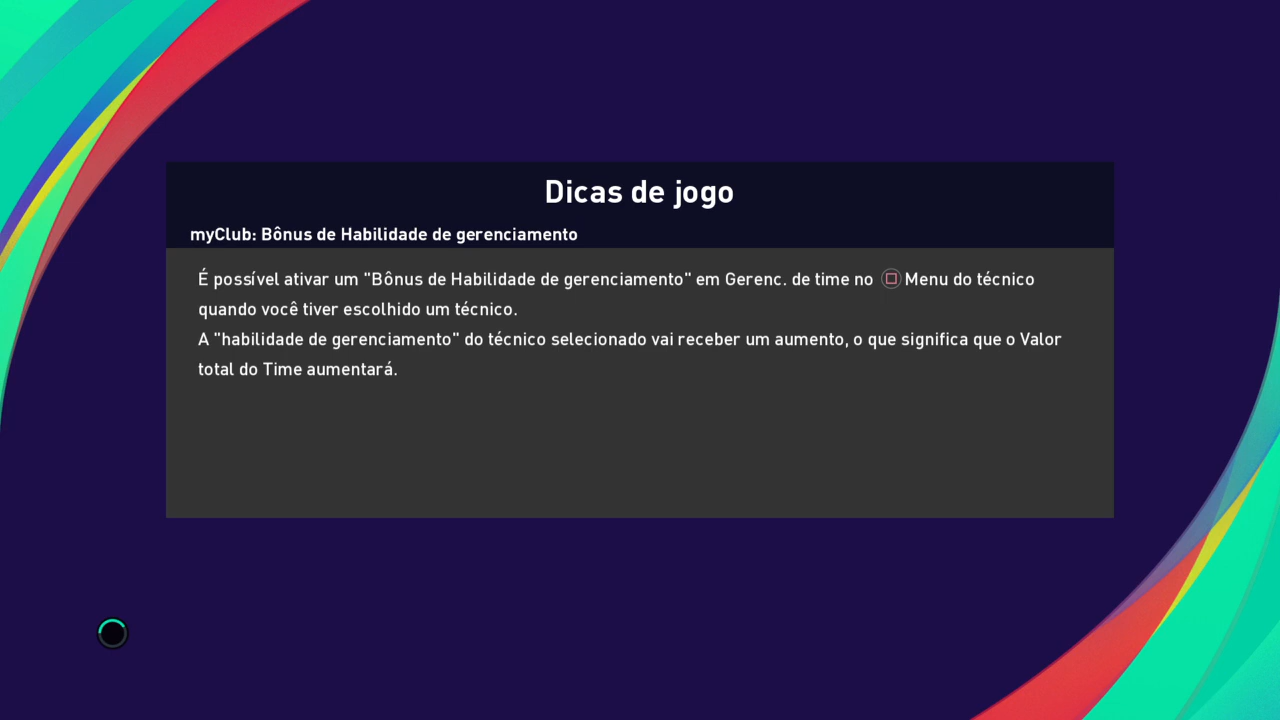 Dicas de jogo
myClub: Bônus de Habilidade de gerenciamento
É possível ativar um "Bônus de Habilidade de gerenciamento" em Gerenc. de time no Menu do técnico
quando você tiver escolhido um técnico.
A "habilidade de gerenciamento" do técnico selecionado vai receber um aumento, o que significa que o Valor
total do Time aumentará.